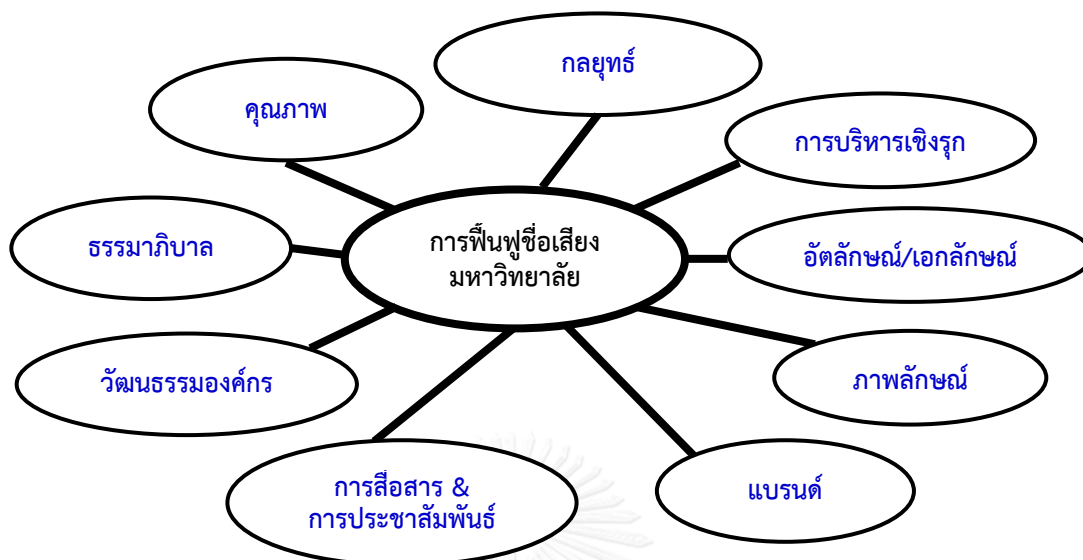 กลยุทธ์
คุณภาพ
การบริหารเชิงรุก
ธรรมาภิบาล
การฟื้นฟูชื่อเสียง
มหาวิทยาลัย
อัตลักษณ์/เอกลักษณ์
วัฒนธรรมองค์กร
ภาพลักษณ์
การสื่อสาร &
การประชาสัมพันธ์
แบรนด์